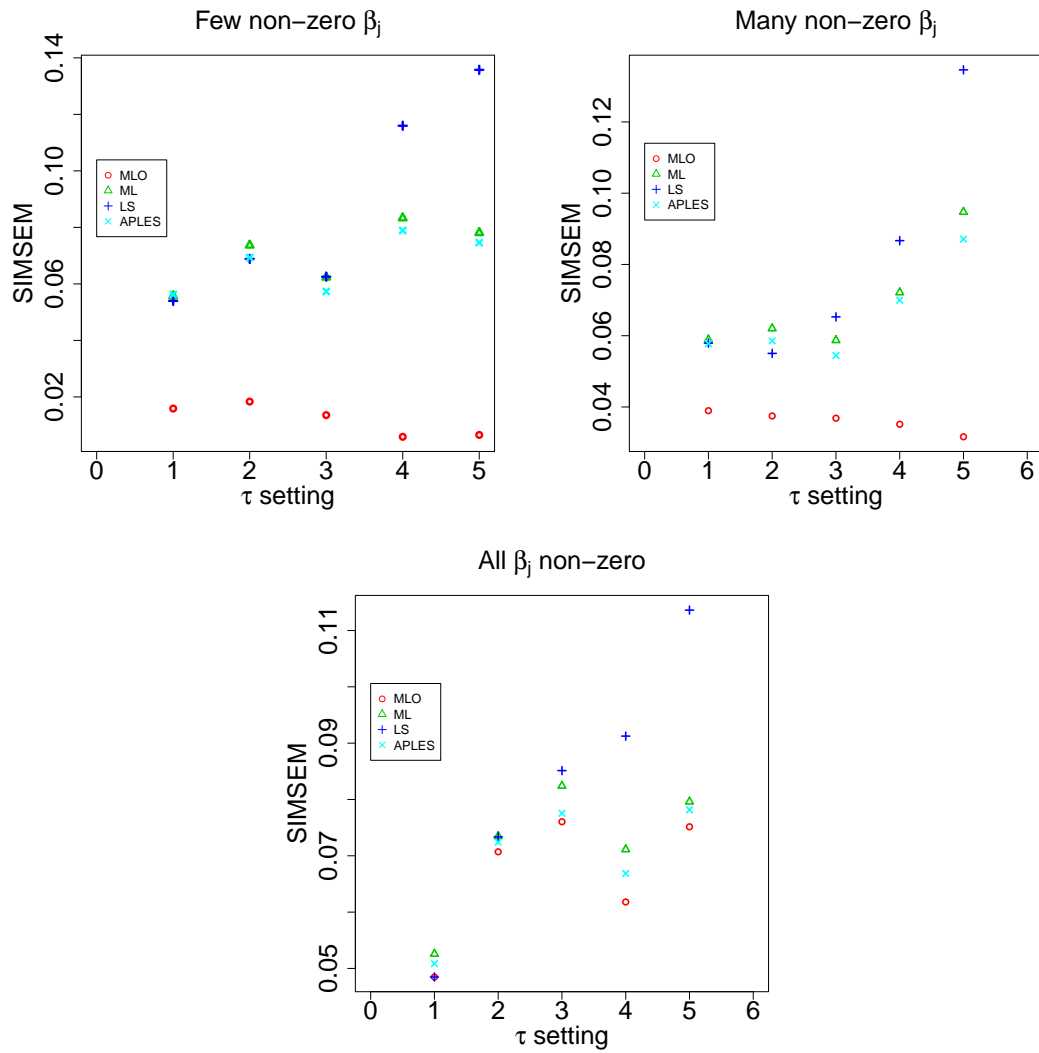 Few non−zero βj
SIMSEM
0.14
0.10
0.06
0.02
MLO
ML
LS
APLES
0 1 2 3 4 5
τ setting
Many non−zero βj
SIMSEM
0.12
0.10
0.08
0.06
0.04
MLO
ML
LS
APLES
0 1 2 3 4 5 6
τ setting
All βj non−zero
SIMSEM
0.11
0.09
0.07
0.05
MLO
ML
LS
APLES
0 1 2 3 4 5 6
τ setting